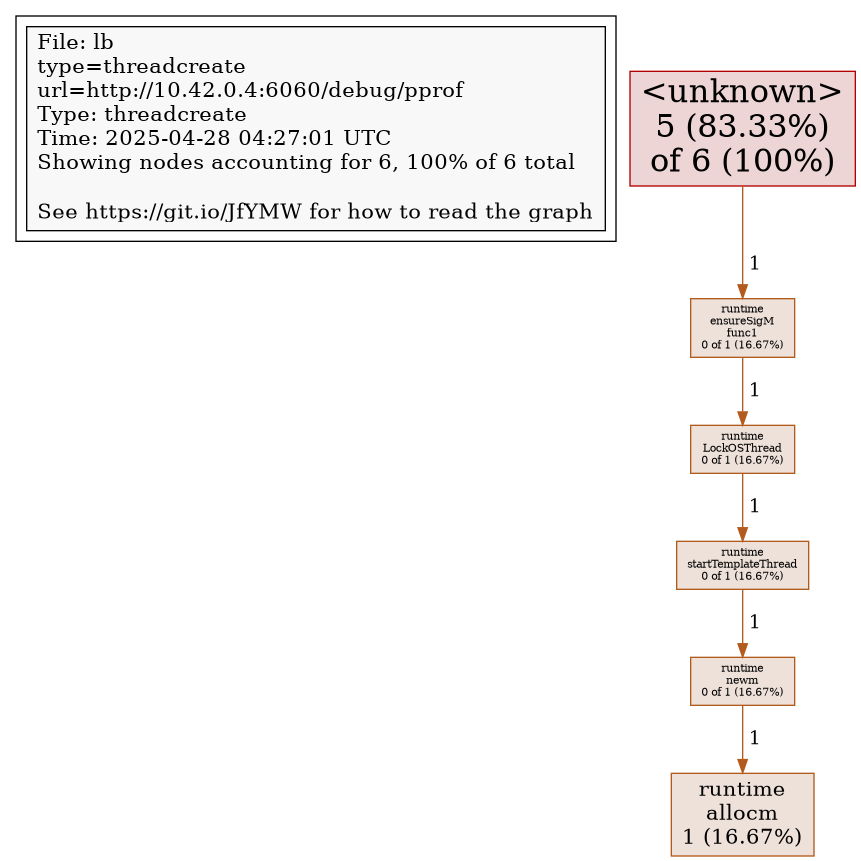 File: lb
type=threadcreate
url=http://10.42.0.4:6060/debug/pprof
Type: threadcreate
Time: 2025-04-28 04:27:01 UTC
Showing nodes accounting for 6, 100% of 6 total
See https://git.io/JfYMW for how to read the graph
<unknown>
5 (83.33%)
of 6 (100%)
1
runtime
ensureSigM
func1
0 of 1 (16.67%)
1
runtime
LockOSThread
0 of 1 (16.67%)
1
runtime
startTemplateThread
0 of 1 (16.67%)
1
runtime
newm
0 of 1 (16.67%)
1
runtime
allocm
1 (16.67%)